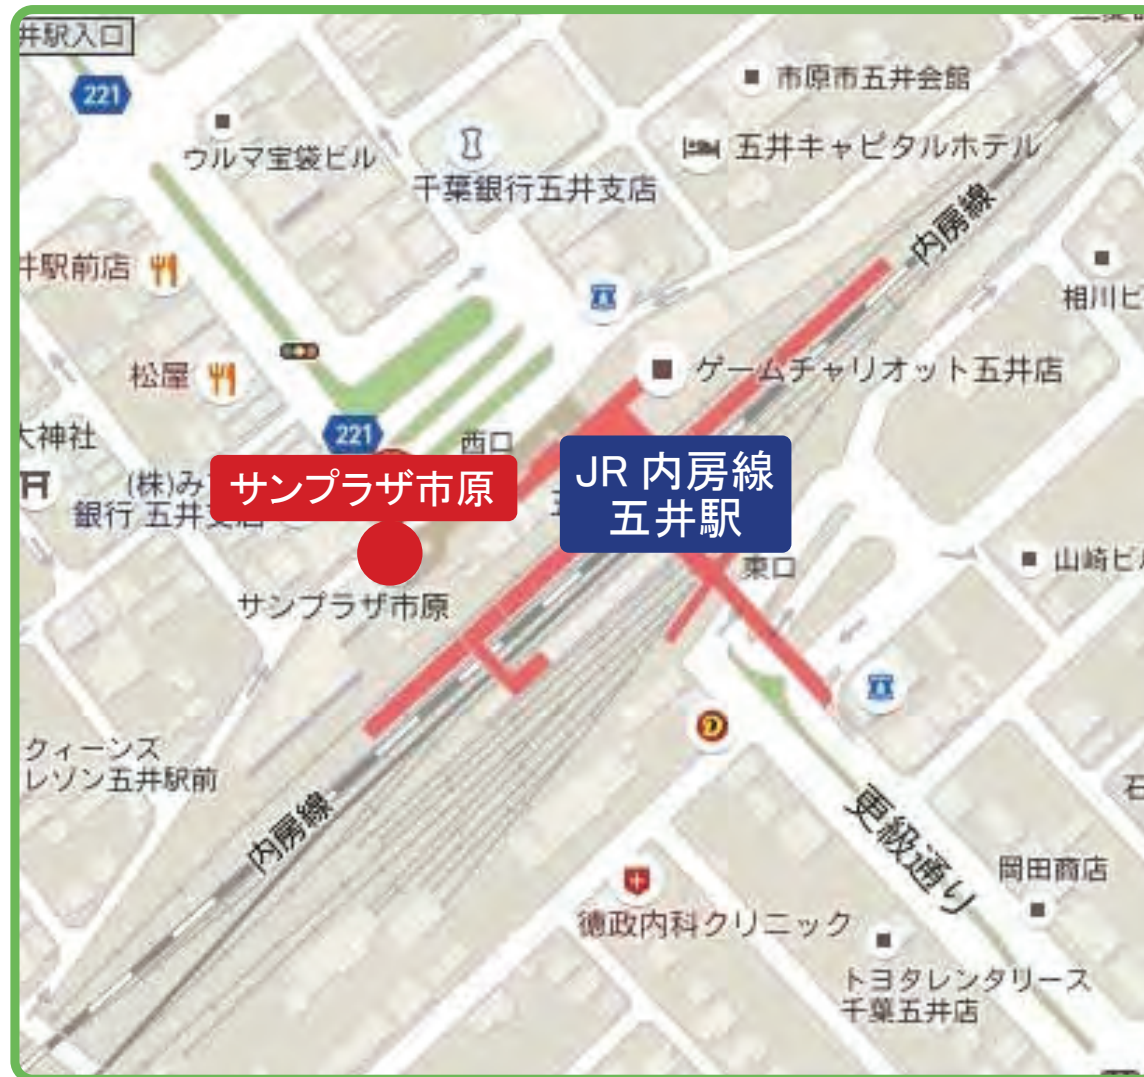 井駅入口
221
市原市五井会館
ウルマ宝袋ビル
五井キャピタルホテル
千葉銀行五井支店
内房線
井駅前店
相川ビ
松屋
ゲームチャリオット五井店
大神社
221
西口
(株)み
サンプラザ市原
JR 内房線
五井駅
銀行 五井支店
東口
山崎ビル
サンプラザ市原
クィーンズ
レゾン五井駅前
内房線
更級通り
石
岡田商店
德政内科クリニック
トヨタレンタリース
千葉五井店